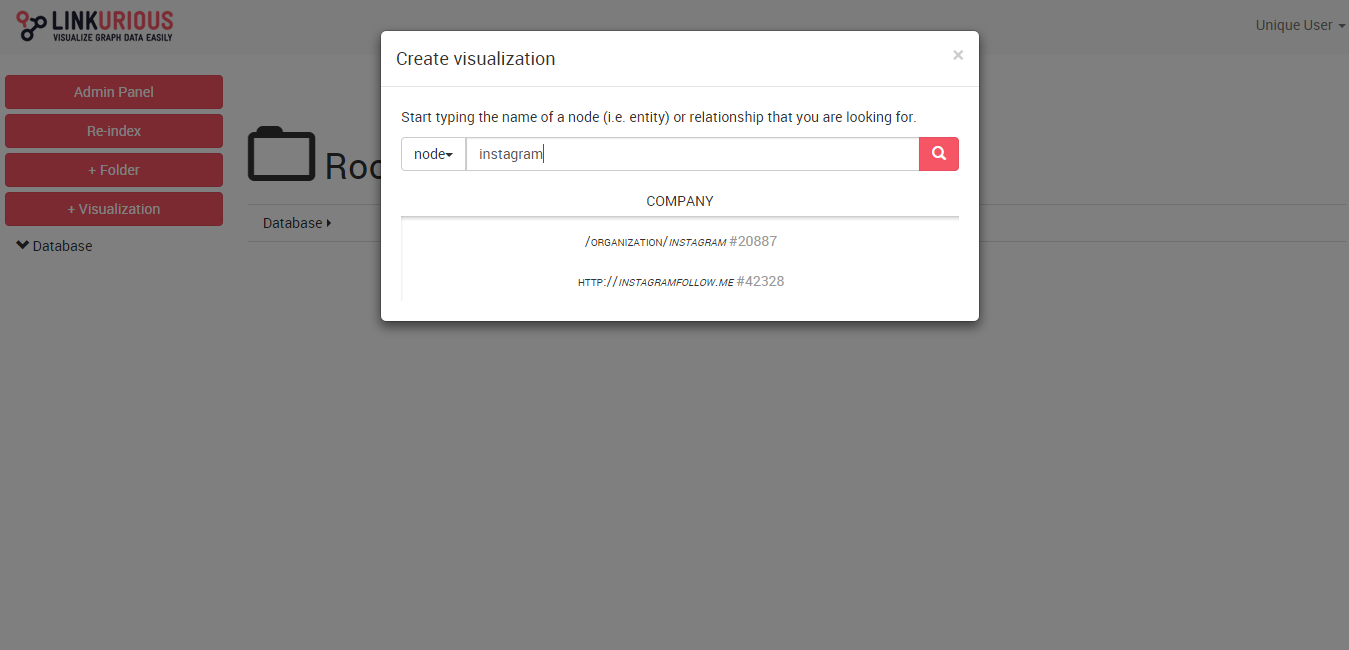 LINKURIOUS
VISUALIZE GRAPH DATA EASILY
Unique User
Admin Panel
Re-index
+ Folder
+ Visualization
Database
Database
Create visualization
×
Start typing the name of a node (i.e. entity) or relationship that you are looking for.
node
instagram
COMPANY
/ORGANIZATION/INSTAGRAM #20887
HTTP://INSTAGRAMFOLLOW.ME #42328